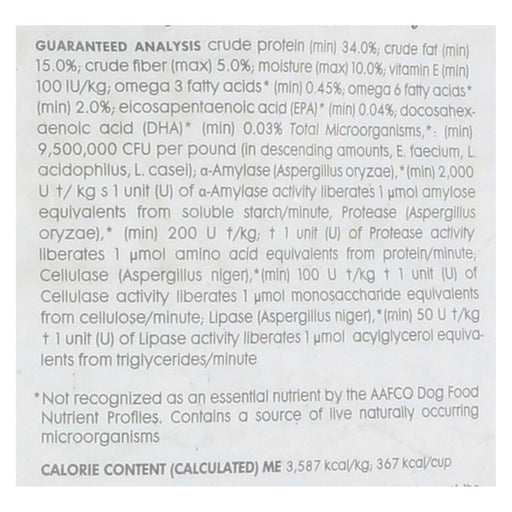 GUARANTEED ANALYSIS crude protein (min) 34.0%; crude fat (min)
15.0%; crude fiber (max) 5.0%; moisture (max) 10.0%; vitamin E (min)
100 IU/kg; omega 3 fatty acids* (min) 0.45%; omega 6 fatty acids*
(min) 2.0%; eicosapentaenoic acid (EPA)* (min) 0.04%; docosahex-
aenoic acid (DHA)* (min) 0.03% Total Microorganisms,*: (min)
9,500,000 CFU per pound (in descending amounts, E. faecium, L.
acidophilus, L. casei); α-Amylase (Aspergillus oryzae),*(min) 2,000
U †/ kg s 1 unit (U) of α-Amylase activity liberates 1 µmol amylose
equivalents from soluble starch/minute, Protease (Aspergillus
oryzae),* (min) 200 U †/kg; † 1 unit (U) of Protease activity
liberates 1 µmol amino acid equivalents from protein/minute;
Cellulase (Aspergillus niger),*(min) 100 U †/kg † 1 unit (U) of
Cellulase activity liberates 1 µmol monosaccharide equivalents
from cellulose/minute; Lipase (Aspergillus niger),*(min) 50 U †/kg
† 1 unit (U) of Lipase activity liberates 1 µmol acylglycerol equiva-
lents from triglycerides/minute
*Not recognized as an essential nutrient by the AAFCO Dog Food
Nutrient Profiles. Contains a source of live naturally occurring
microorganisms
CALORIE CONTENT (CALCULATED) ME 3,587 kcal/kg; 367 kcal/cup